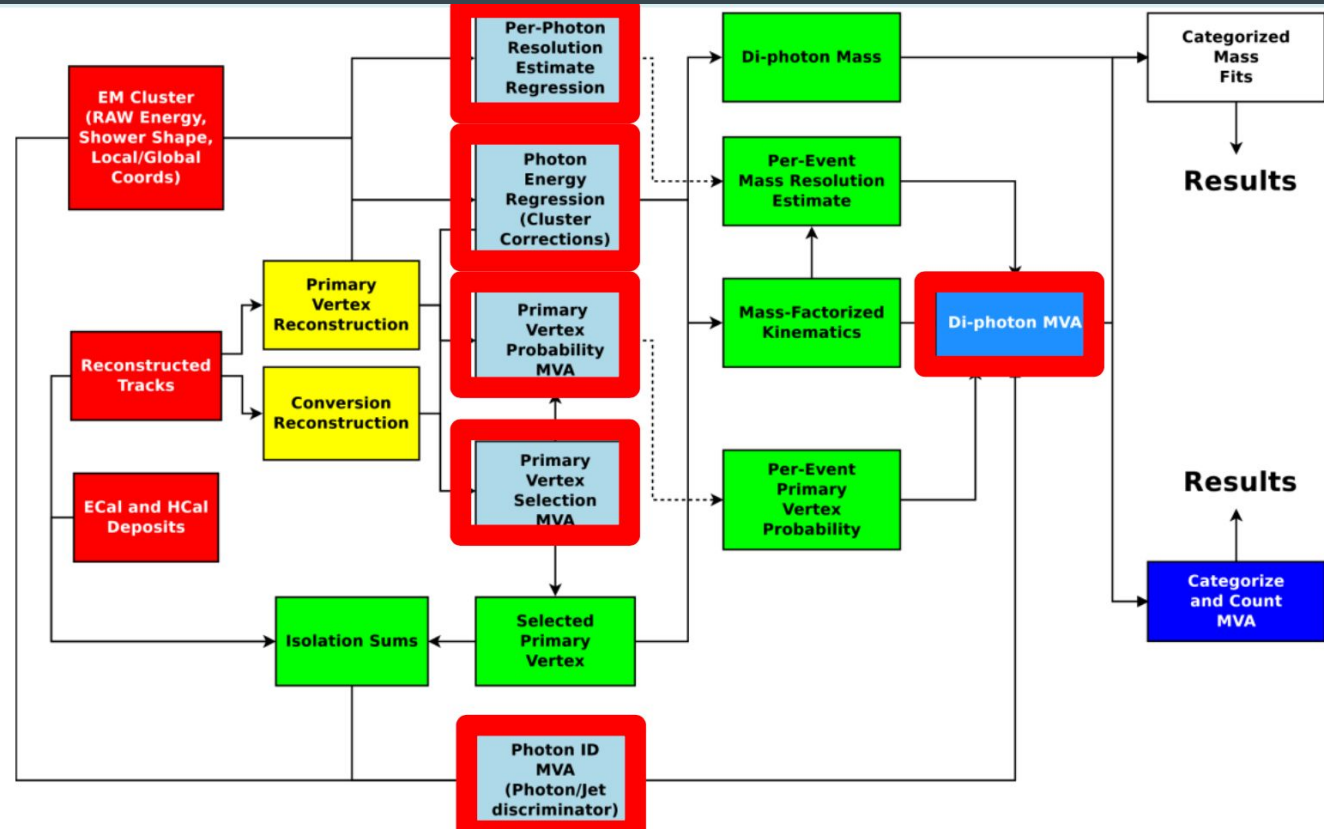 Per-Photon
Resolution
Estimate
Regression
Di-photon Mass
Categorized
Mass
Fits
EM Cluster
(RAW Energy,
Shower Shape,
Local/Global
Coords)
Photon
Energy
Regression
(Cluster
Corrections)
Per-Event
Mass Resolution
Estimate
Results
Primary
Vertex
Reconstruction
Primary
Vertex
Probability
MVA
Mass-Factorized
Kinematics
Di-photon MVA
Reconstructed
Tracks
Conversion
Reconstruction
Primary
Vertex
Selection
MVA
Per-Event
Primary
Vertex
Probability
Results
ECal and HCal
Deposits
Categorize
and Count
MVA
Isolation Sums
Selected
Primary
Vertex
Photon ID
MVA
(Photon/Jet
discriminator)